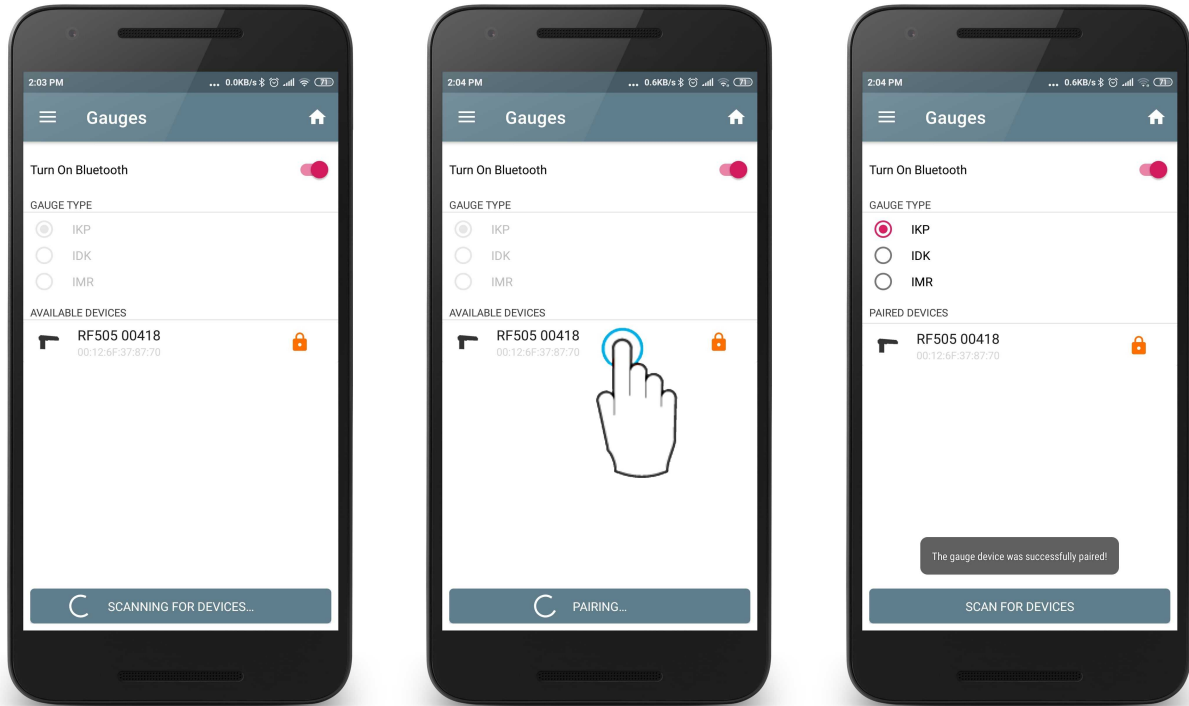 2:03 PM
... 0.0KB/s 71
Gauges
Turn On Bluetooth
GAUGE TYPE
IKP
IDK
IMR
AVAILABLE DEVICES
RF505 00418
00:12:6F:37:87:70
SCANNING FOR DEVICES...
2:04 PM
... 0.6KB/s 71
Gauges
Turn On Bluetooth
GAUGE TYPE
IKP
IDK
IMR
AVAILABLE DEVICES
RF505 00418
00:12:6F:37:87:70
PAIRING...
2:04 PM
... 0.6KB/s 71
Gauges
Turn On Bluetooth
GAUGE TYPE
IKP
IDK
IMR
PAIRED DEVICES
RF505 00418
00:12:6F:37:87:70
The gauge device was successfully paired!
SCAN FOR DEVICES